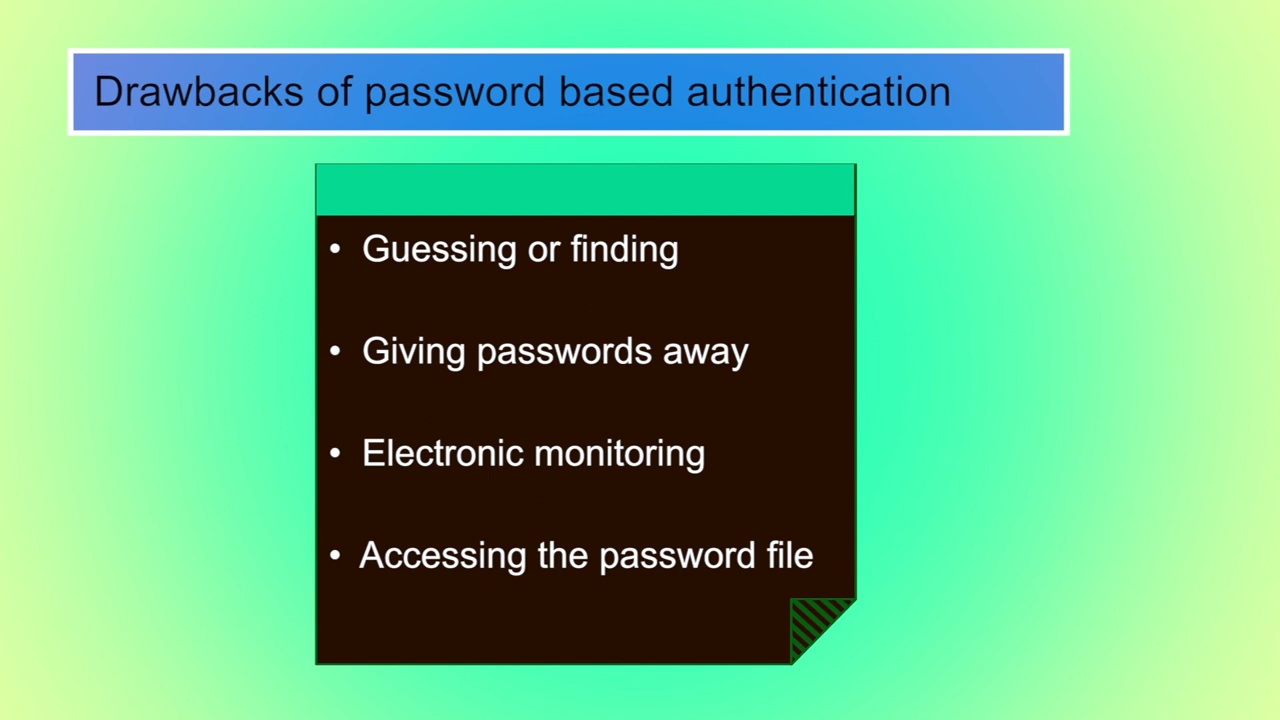 Drawbacks of password based authentication
• Guessing or finding
• Giving passwords away
• Electronic monitoring
• Accessing the password file